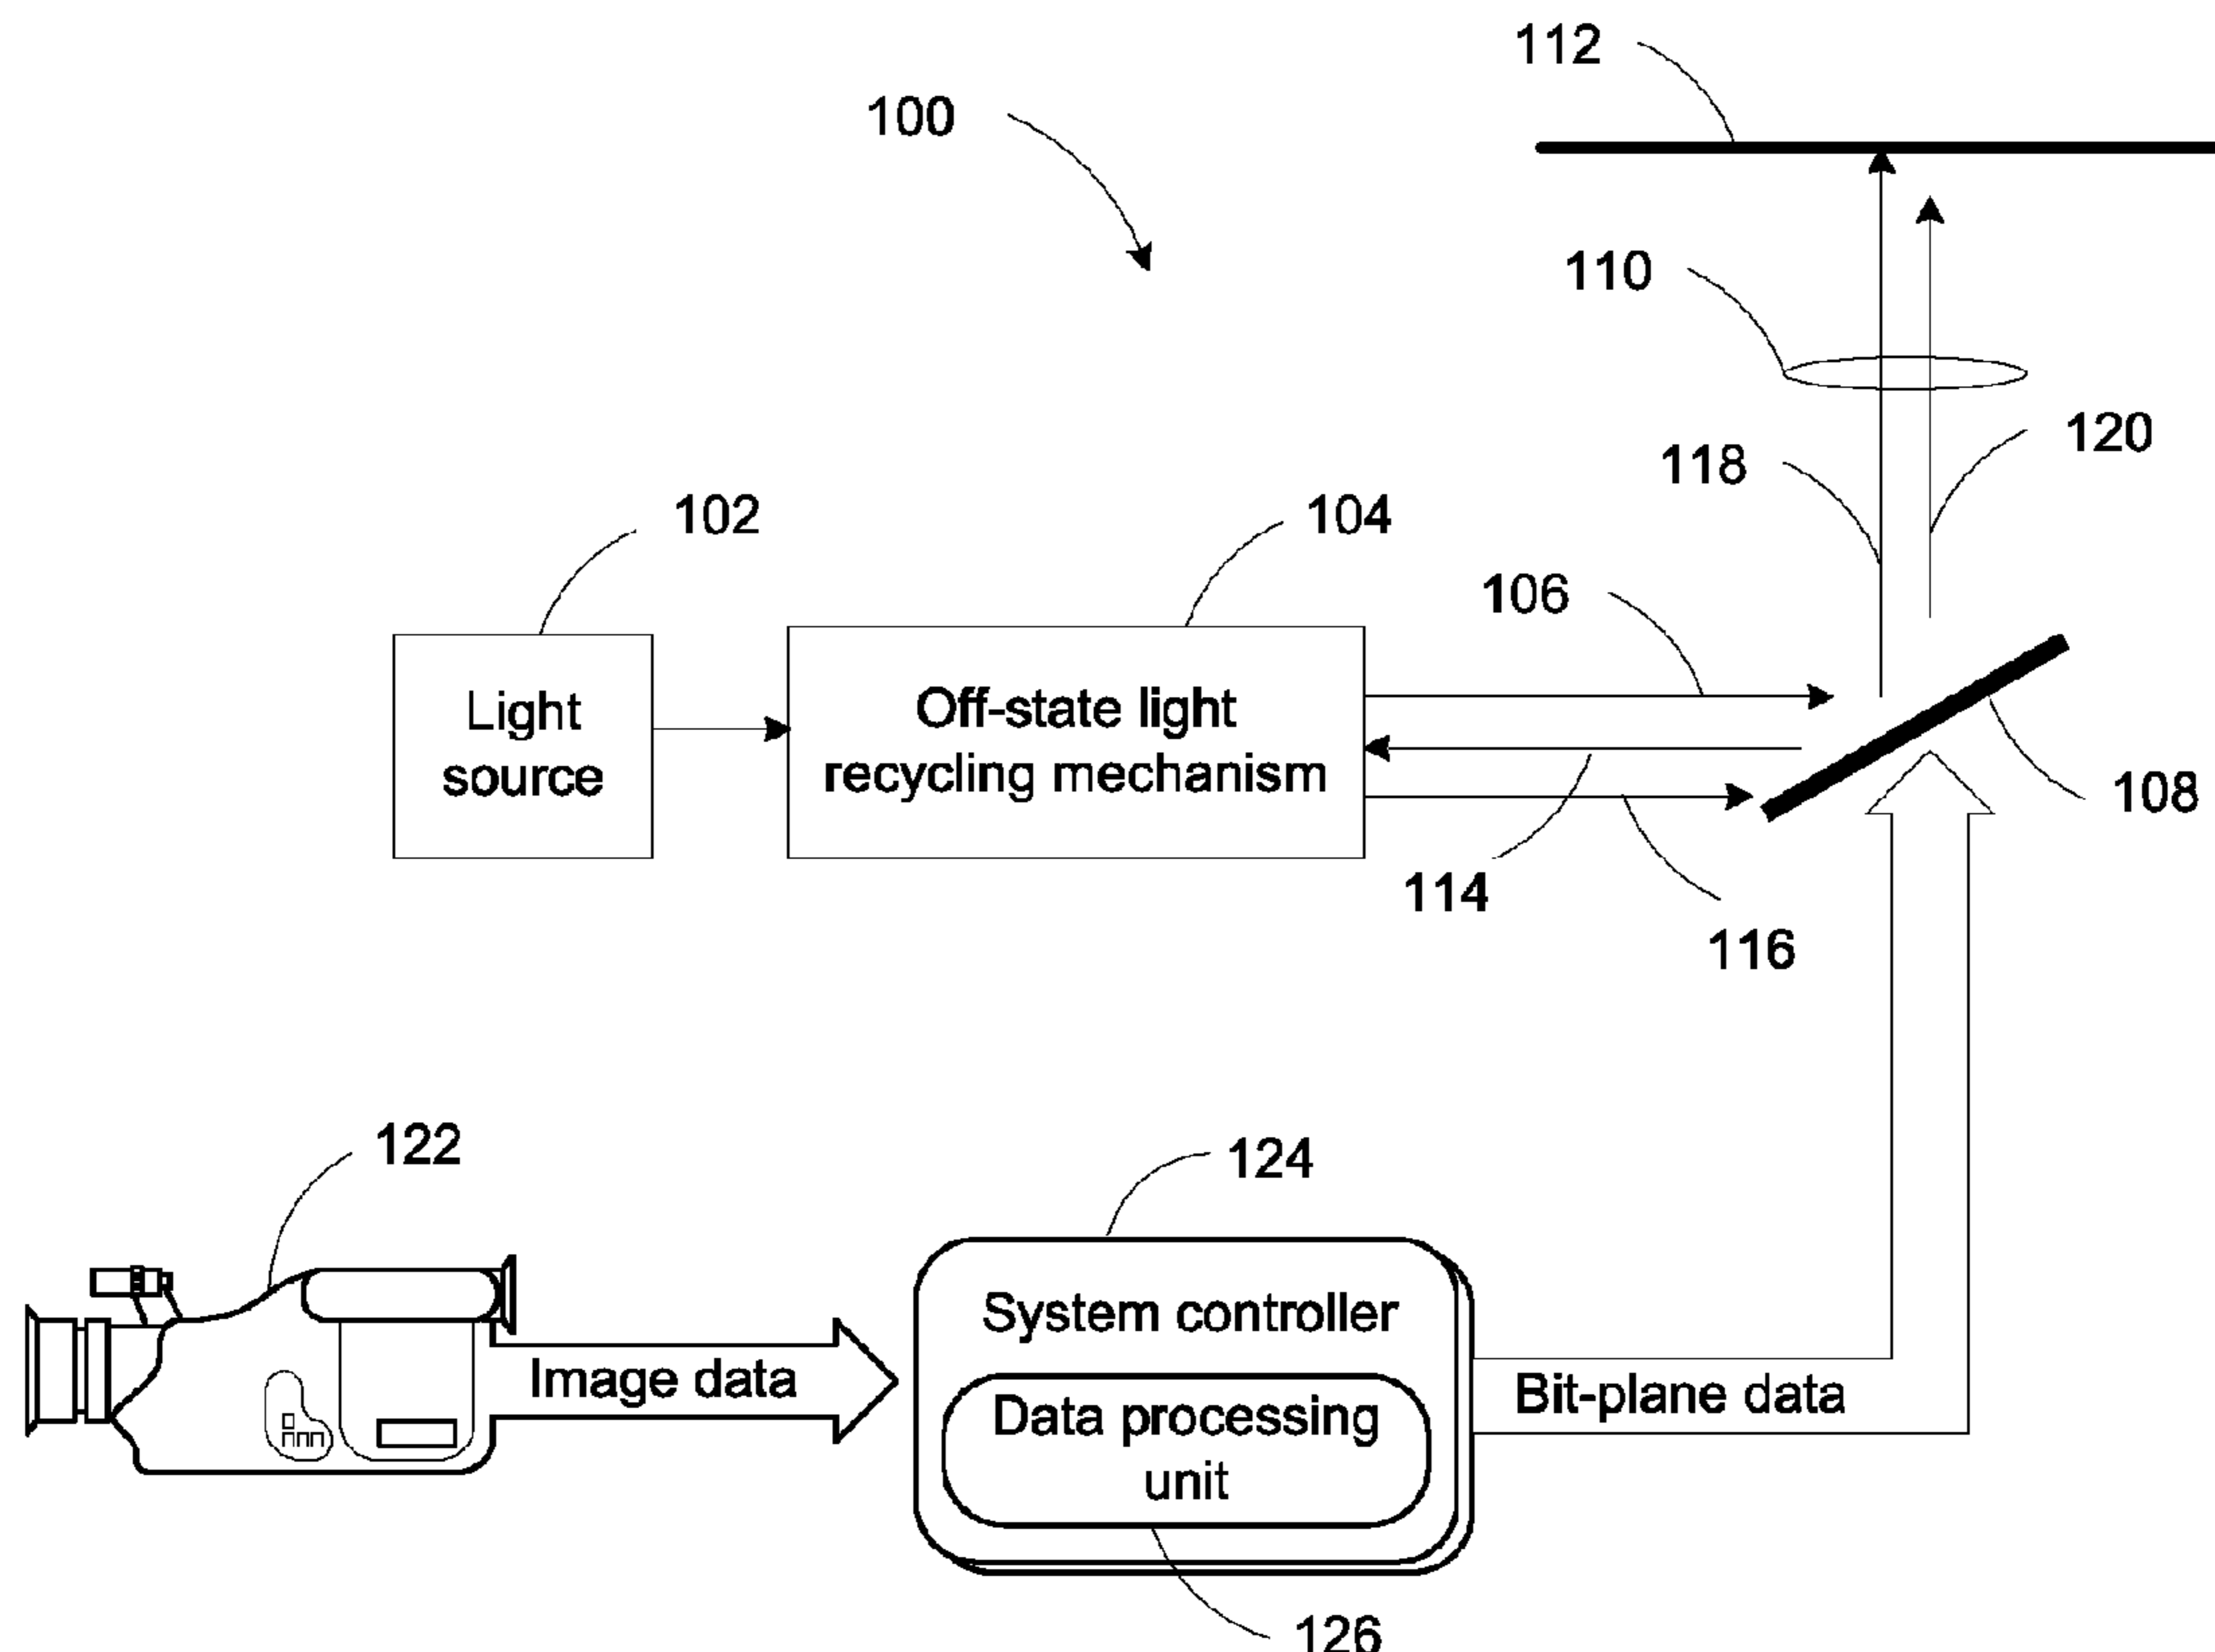 112
100
110
120
118
102
104
106
Light
source
Off-state light
recycling mechanism
108
114
116
122
124
System controller
Image data
Data processing
unit
Bit-plane data
126